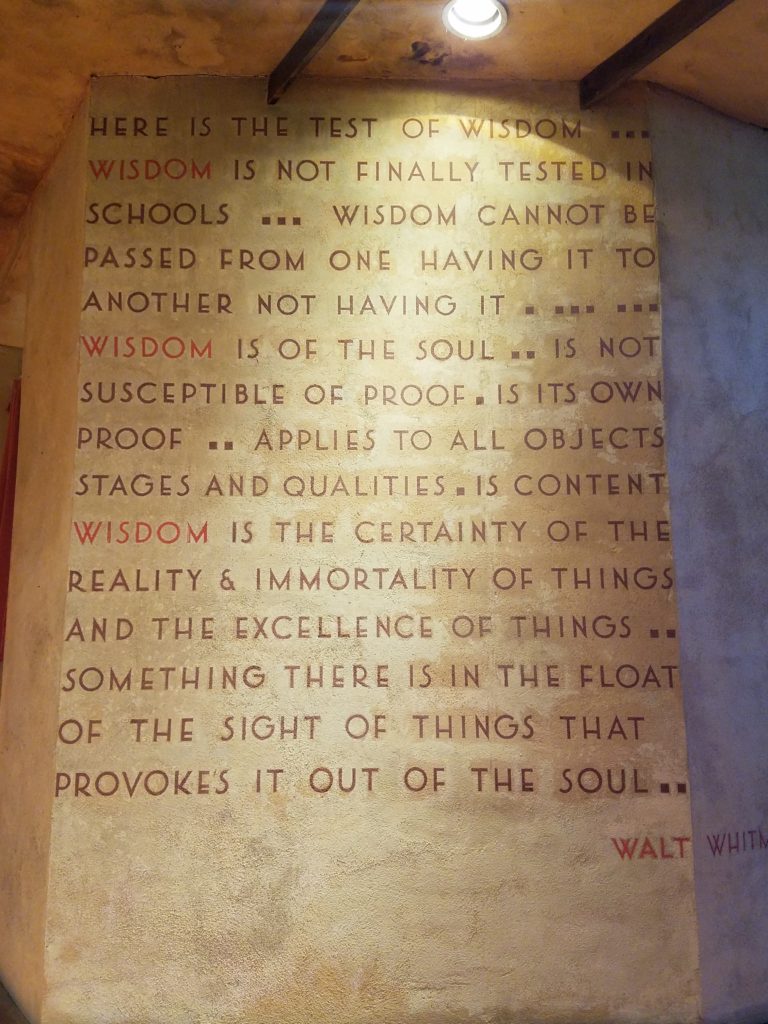 HERE IS THE TEST OF WISDOM ...
WISDOM IS NOT FINALLY TESTED IN
SCHOOLS ... WISDOM CANNOT BE
PASSED FROM ONE HAVING IT TO
ANOTHER NOT HAVING IT . ... ...
WISDOM IS OF THE SOUL .. IS NOT
SUSCEPTIBLE OF PROOF . IS ITS OWN
PROOF .. APPLIES TO ALL OBJECTS
STAGES AND QUALITIES . IS CONTENT
WISDOM IS THE CERTAINTY OF THE
REALITY & IMMORTALITY OF THINGS
AND THE EXCELLENCE OF THINGS ..
SOMETHING THERE IS IN THE FLOAT
OF THE SIGHT OF THINGS THAT
PROVOKE'S IT OUT OF THE SOUL ..
WALT WHITM